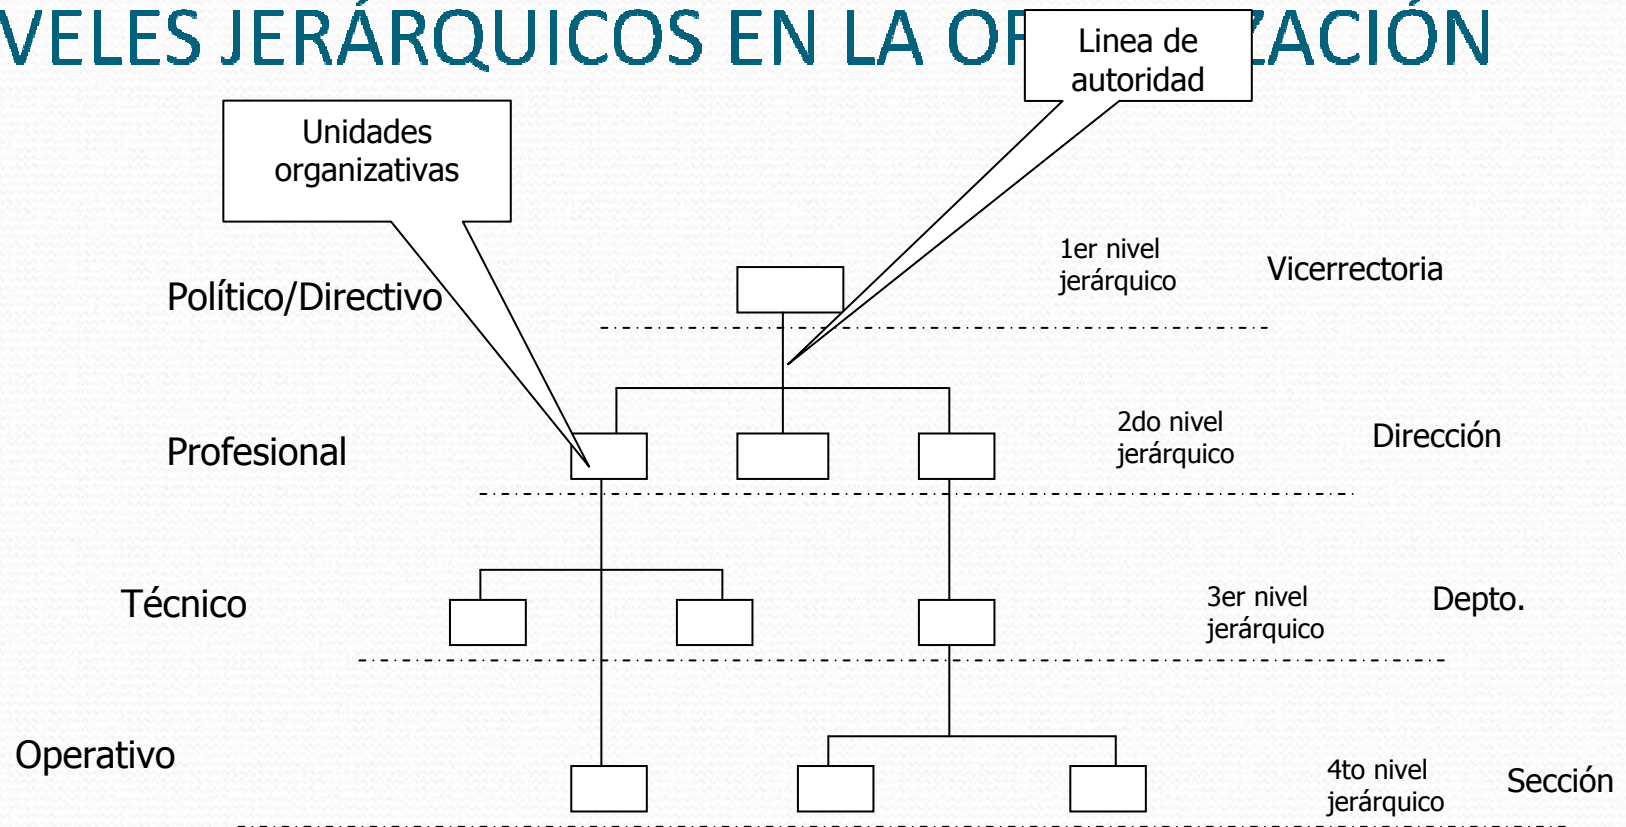 VELES JERÁRQUICOS EN LA OR ZACIÓN
Linea de
autoridad
Unidades
organizativas
Político/Directivo
1er nivel
jerárquico
Vicerrectoria
Profesional
2do nivel
jerárquico
Dirección
Técnico
3er nivel
jerárquico
Depto.
Operativo
4to nivel
jerárquico
Sección